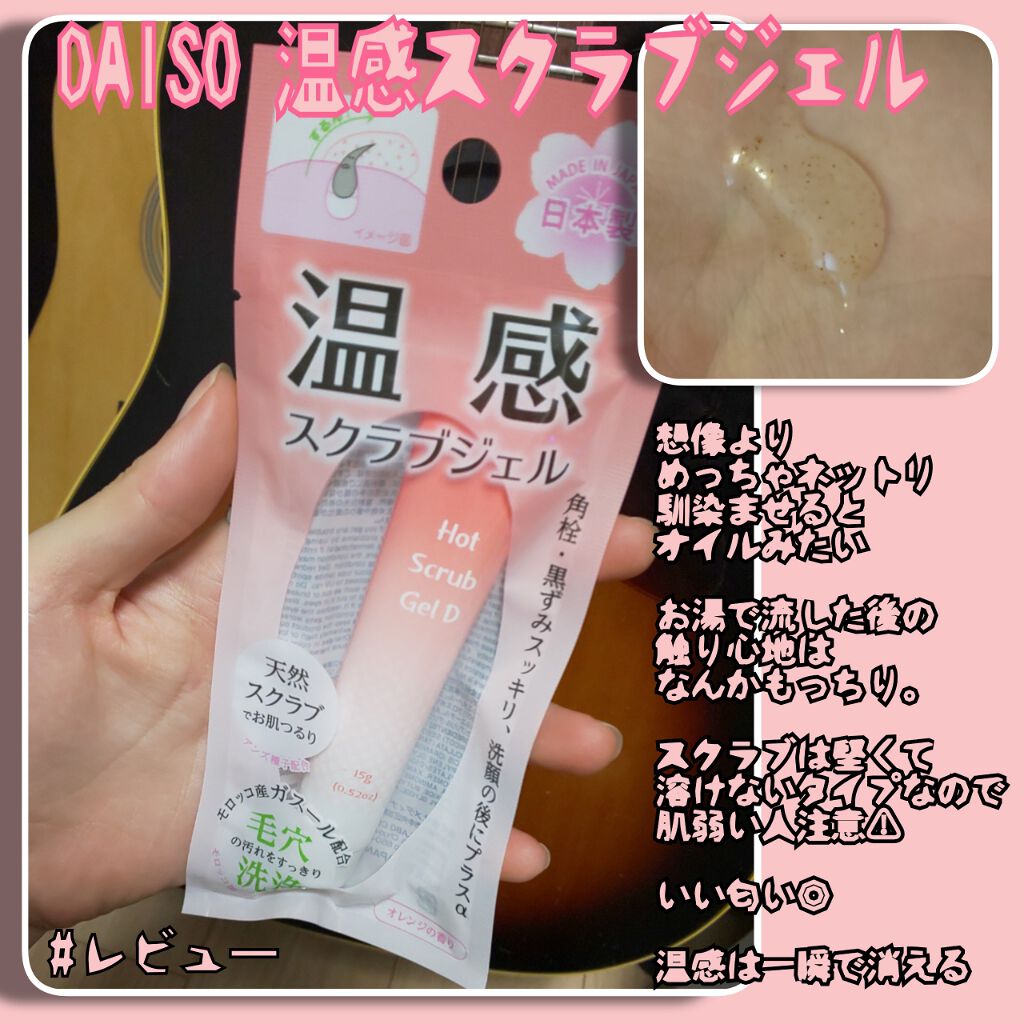 DAISO 温感スクラブジェル
イメージ図
MADE IN JAPA
日本製
温感
スクラブジェル
角栓・黒ずみスッキリ、洗顔の後にプラスα
Hot
Scrub
Gel D
天然
スクラブ
でお肌つるり
アンズ種子配合
15g
(0.52oz)
モロッコ産ガスール配合
毛穴
の汚れをすっきり
洗浄
オレンジの香り
想像より
めっちゃネットリ
馴染ませると
オイルみたい
お湯で流した後の
触り心地は
なんかもっちり。
スクラブは堅くて
溶けないタイプなので
肌弱い人注意⚠
いい匂い◎
温感は一瞬で消える
#レビュー